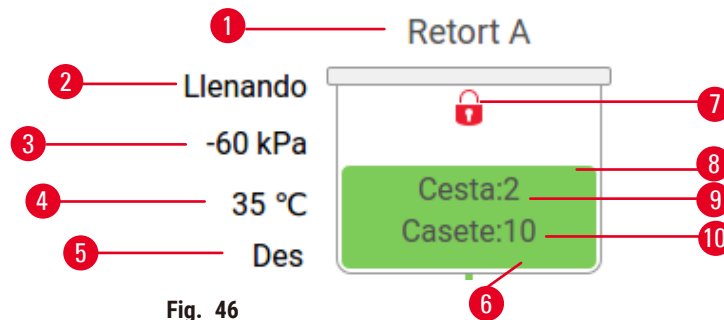 1 Retort A
2 Llenando
7
3 -60 kPa
8
4 35 °C Cesta:2 9
Casete:10 10
5 Des
6
Fig. 46